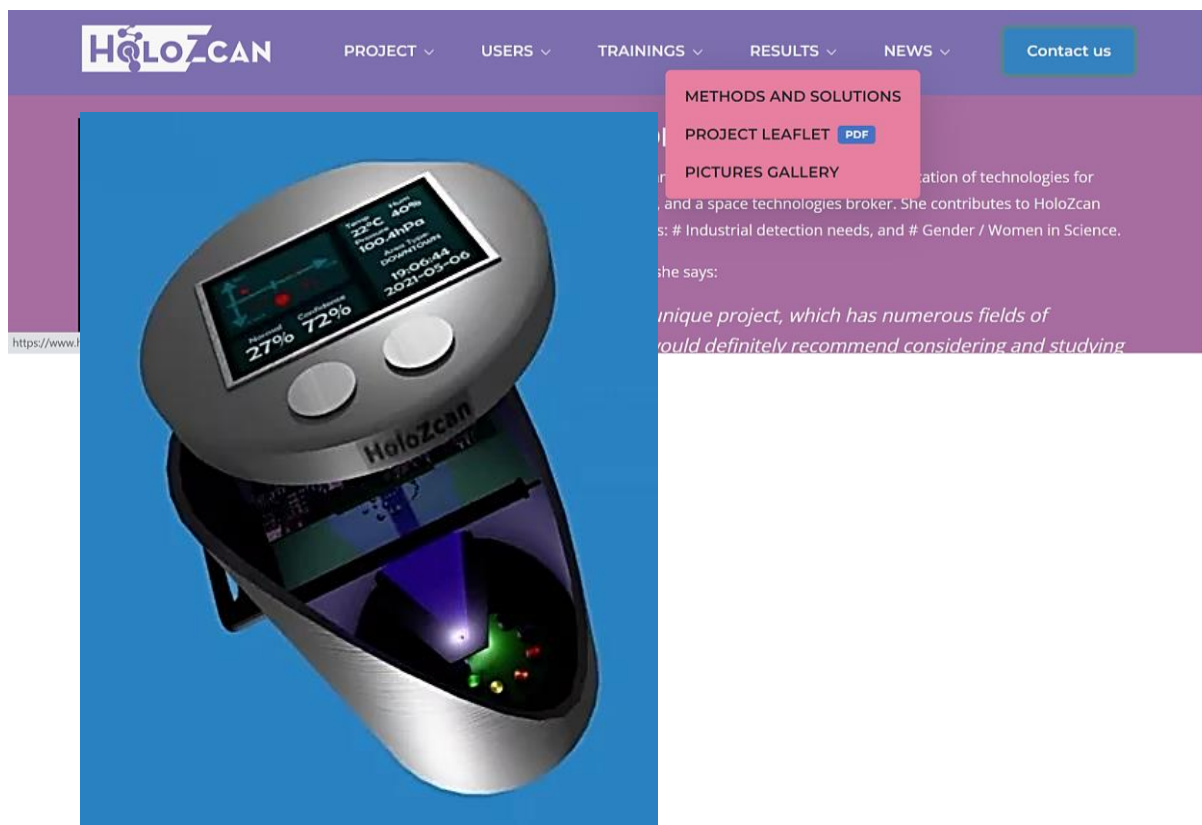 HOLOZCAN
PROJECT
USERS
TRAININGS
RESULTS
NEWS
Contact us
METHODS AND SOLUTIONS
PROJECT LEAFLET PDF
PICTURES GALLERY
ation of technologies for
, and a space technologies broker. She contributes to HoloZcan
s: # Industrial detection needs, and # Gender / Women in Science.
she says:
unique project, which has numerous fields of
would definitely recommend considering and studying
https://www.
Temp
22°C
Hum
40%
Pressure
100.4hPa
Area Type:
DOWNTOWN
19:06:44
2021-05-06
Normal
27%
Confidence
72%
HoloZcan